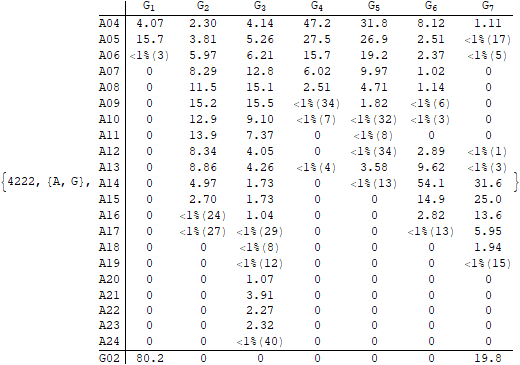 G1 G2 G3 G4 G5 G6 G7
A04 4.07 2.30 4.14 47.2 31.8 8.12 1.11
A05 15.7 3.81 5.26 27.5 26.9 2.51 <1%(17)
A06 <1%(3) 5.97 6.21 15.7 19.2 2.37 <1%(5)
A07 0 8.29 12.8 6.02 9.97 1.02 0
A08 0 11.5 15.1 2.51 4.71 1.14 0
A09 0 15.2 15.5 <1%(34) 1.82 <1%(6) 0
A10 0 12.9 9.10 <1%(7) <1%(32) <1%(3) 0
A11 0 13.9 7.37 0 <1%(8) 0 0
A12 0 8.34 4.05 0 <1%(34) 2.89 <1%(1)
A13 0 8.86 4.26 <1%(4) 3.58 9.62 <1%(3)
{4222, {A, G}, A14 0 4.97 1.73 0 <1%(13) 54.1 31.6 }
A15 0 2.70 1.73 0 0 14.9 25.0
A16 0 <1%(24) 1.04 0 0 2.82 13.6
A17 0 <1%(27) <1%(29) 0 0 <1%(13) 5.95
A18 0 0 <1%(8) 0 0 0 1.94
A19 0 0 <1%(12) 0 0 0 <1%(15)
A20 0 0 1.07 0 0 0 0
A21 0 0 3.91 0 0 0 0
A22 0 0 2.27 0 0 0 0
A23 0 0 2.32 0 0 0 0
A24 0 0 <1%(40) 0 0 0 0
G02 80.2 0 0 0 0 0 19.8